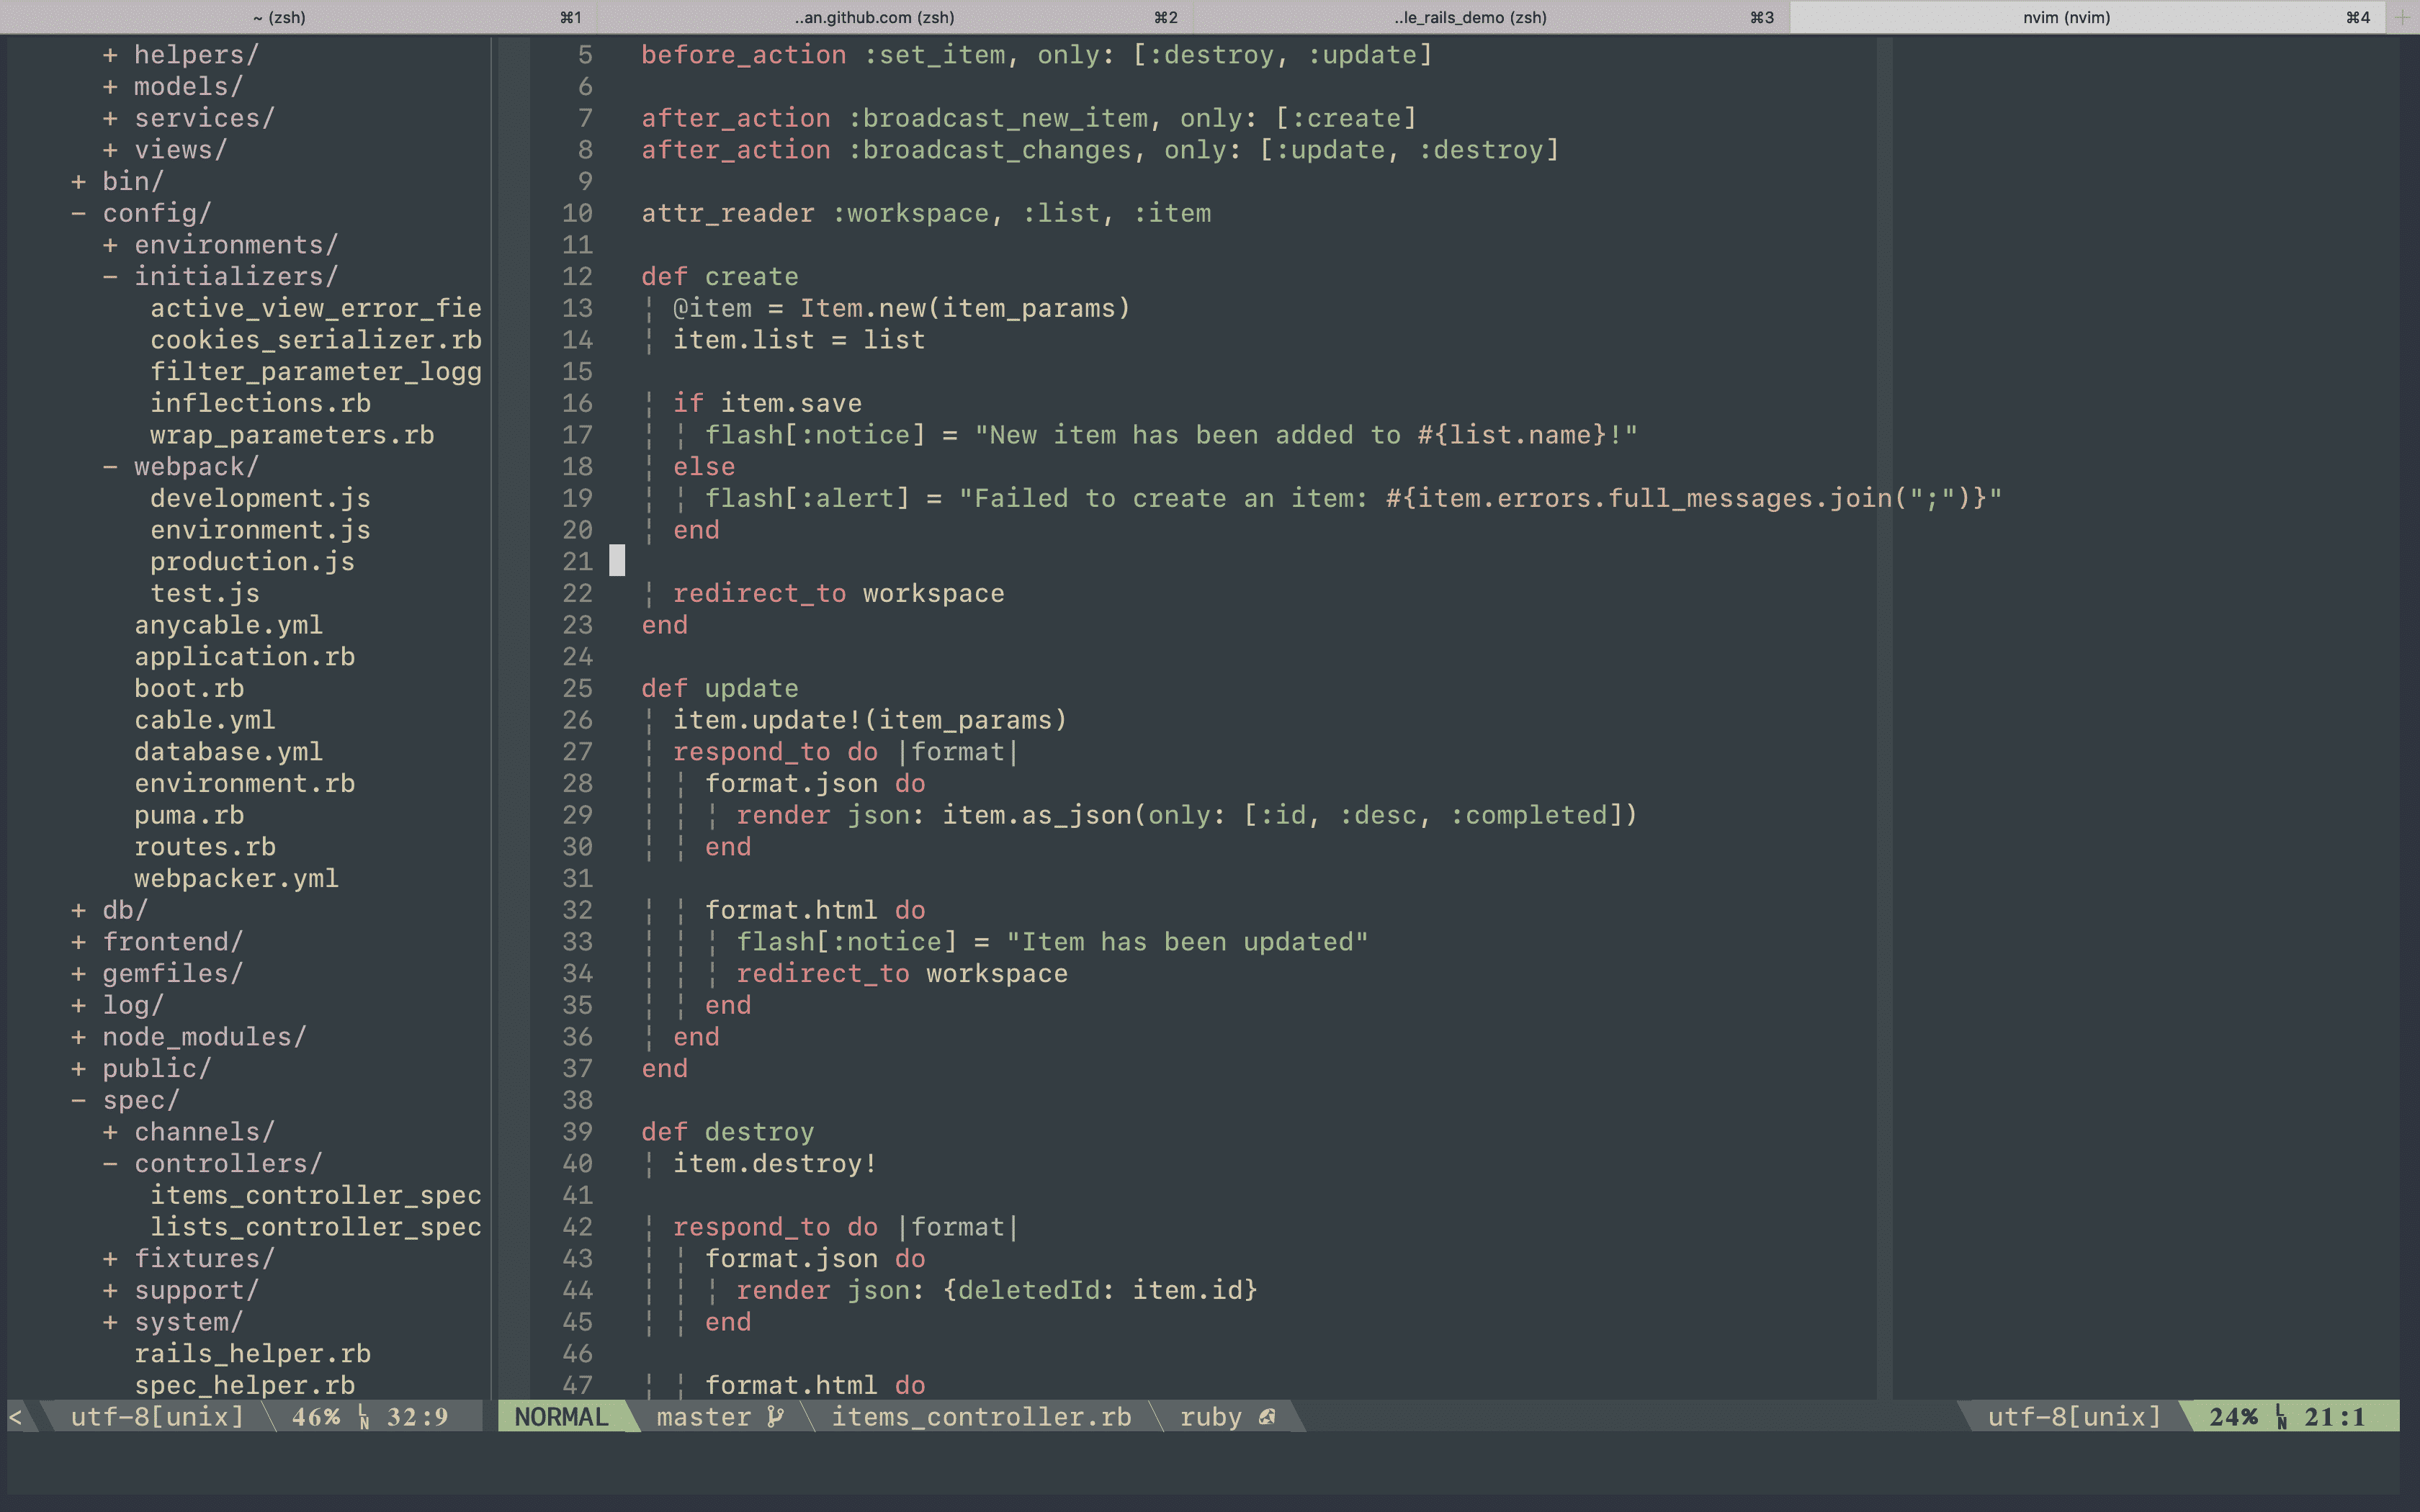 ~ (zsh) ⌘1 ..an.github.com (zsh) ⌘2 ..le_rails_demo (zsh) ⌘3 nvim (nvim) ⌘4 +
+ helpers/
+ models/
+ services/
+ views/
+ bin/
− config/
+ environments/
− initializers/
active_view_error_fie
cookies_serializer.rb
filter_parameter_logg
inflections.rb
wrap_parameters.rb
− webpack/
development.js
environment.js
production.js
test.js
anycable.yml
application.rb
boot.rb
cable.yml
database.yml
environment.rb
puma.rb
routes.rb
webpacker.yml
+ db/
+ frontend/
+ gemfiles/
+ log/
+ node_modules/
+ public/
− spec/
+ channels/
− controllers/
items_controller_spec
lists_controller_spec
+ fixtures/
+ support/
+ system/
rails_helper.rb
spec_helper.rb
5 before_action :set_item, only: [:destroy, :update]
6
7 after_action :broadcast_new_item, only: [:create]
8 after_action :broadcast_changes, only: [:update, :destroy]
9
10 attr_reader :workspace, :list, :item
11
12 def create
13 ¦ @item = Item.new(item_params)
14 ¦ item.list = list
15
16 ¦ if item.save
17 ¦ ¦ flash[:notice] = "New item has been added to #{list.name}!"
18 ¦ else
19 ¦ ¦ flash[:alert] = "Failed to create an item: #{item.errors.full_messages.join(";")}"
20 ¦ end
21
22 ¦ redirect_to workspace
23 end
24
25 def update
26 ¦ item.update!(item_params)
27 ¦ respond_to do |format|
28 ¦ ¦ format.json do
29 ¦ ¦ ¦ render json: item.as_json(only: [:id, :desc, :completed])
30 ¦ ¦ end
31
32 ¦ ¦ format.html do
33 ¦ ¦ ¦ flash[:notice] = "Item has been updated"
34 ¦ ¦ ¦ redirect_to workspace
35 ¦ ¦ end
36 ¦ end
37 end
38
39 def destroy
40 ¦ item.destroy!
41
42 ¦ respond_to do |format|
43 ¦ ¦ format.json do
44 ¦ ¦ ¦ render json: {deletedId: item.id}
45 ¦ ¦ end
46
47 ¦ ¦ format.html do
< utf-8[unix] 46% LN 32:9 NORMAL master items_controller.rb ruby utf-8[unix] 24% LN 21:1